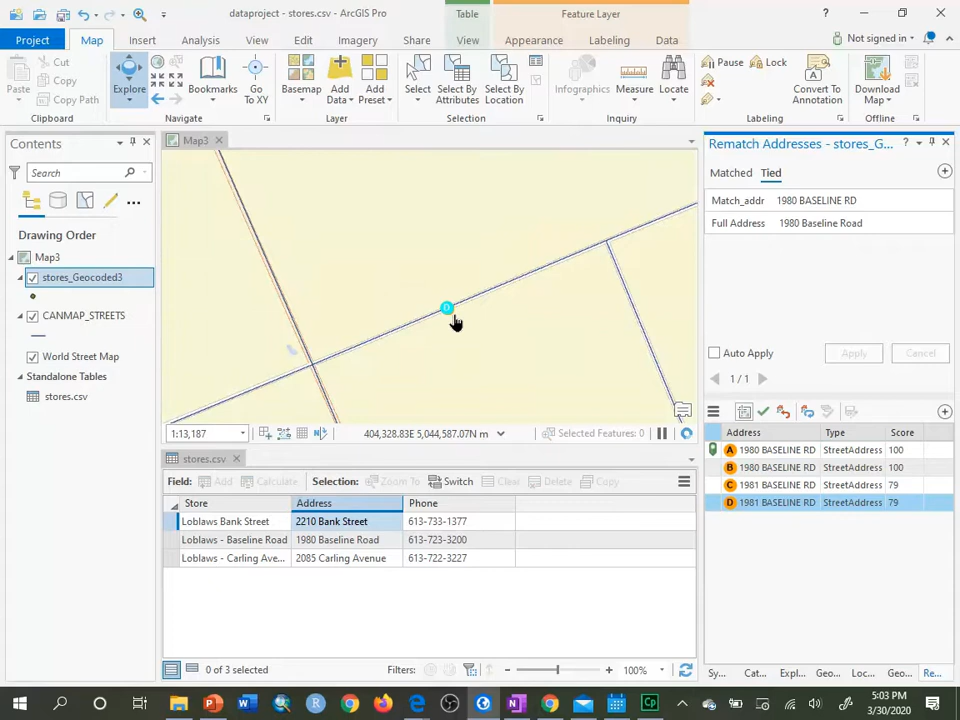 dataproject - stores.csv - ArcGIS Pro
Table
Feature Layer
?
Project
Map
Insert
Analysis
View
Edit
Imagery
Share
View
Appearance
Labeling
Data
Not signed in
Paste
Cut
Copy
Copy Path
Clipboard
Explore
Bookmarks
Go
To XY
Navigate
Basemap
Add
Data
Add
Preset
Layer
Select
Select By
Attributes
Select By
Location
Selection
Infographics
Measure
Locate
Inquiry
Pause
Lock
Labeling
Convert To
Annotation
Download
Map
Offline
Contents
Search
Drawing Order
Map3
stores_Geocoded3
CANMAP_STREETS
World Street Map
Standalone Tables
stores.csv
Map3
D
1:13,187
404,328.83E 5,044,587.07N m
Selected Features: 0
stores.csv
Field:
Add
Calculate
Selection:
Zoom To
Switch
Clear
Delete
Copy
Store Address Phone
Loblaws Bank Street 2210 Bank Street 613-733-1377
Loblaws - Baseline Road 1980 Baseline Road 613-723-3200
Loblaws - Carling Ave... 2085 Carling Avenue 613-722-3227
0 of 3 selected
Filters:
100%
Rematch Addresses - stores_G...
?
Matched
Tied
Match_addr 1980 BASELINE RD
Full Address 1980 Baseline Road
Auto Apply
Apply
Cancel
1 / 1
Address Type Score
A 1980 BASELINE RD StreetAddress 100
B 1980 BASELINE RD StreetAddress 100
C 1981 BASELINE RD StreetAddress 79
D 1981 BASELINE RD StreetAddress 79
Sy...
Cat...
Expl...
Geo...
Loc...
Geo...
Re...
5:03 PM
3/30/2020